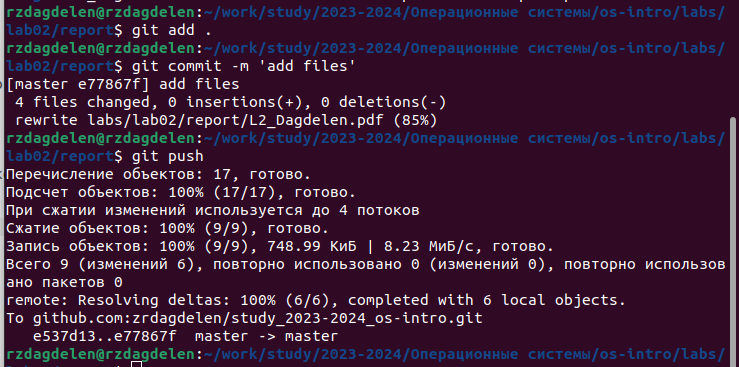 rzdagdelen@rzdagdelen:~/work/study/2023-2024/Операционные системы/os-intro/labs/
lab02/report$ git add .
rzdagdelen@rzdagdelen:~/work/study/2023-2024/Операционные системы/os-intro/labs/
lab02/report$ git commit -m 'add files'
[master e77867f] add files
4 files changed, 0 insertions(+), 0 deletions(-)
rewrite labs/lab02/report/L2_Dagdelen.pdf (85%)
rzdagdelen@rzdagdelen:~/work/study/2023-2024/Операционные системы/os-intro/labs/
lab02/report$ git push
Перечисление объектов: 17, готово.
Подсчет объектов: 100% (17/17), готово.
При сжатии изменений используется до 4 потоков
Сжатие объектов: 100% (9/9), готово.
Запись объектов: 100% (9/9), 748.99 КиБ | 8.23 МиБ/с, готово.
Всего 9 (изменений 6), повторно использовано 0 (изменений 0), повторно использов
ано пакетов 0
remote: Resolving deltas: 100% (6/6), completed with 6 local objects.
To github.com:zrdagdelen/study_2023-2024_os-intro.git
e537d13..e77867f  master -> master
rzdagdelen@rzdagdelen:~/work/study/2023-2024/Операционные системы/os-intro/labs/